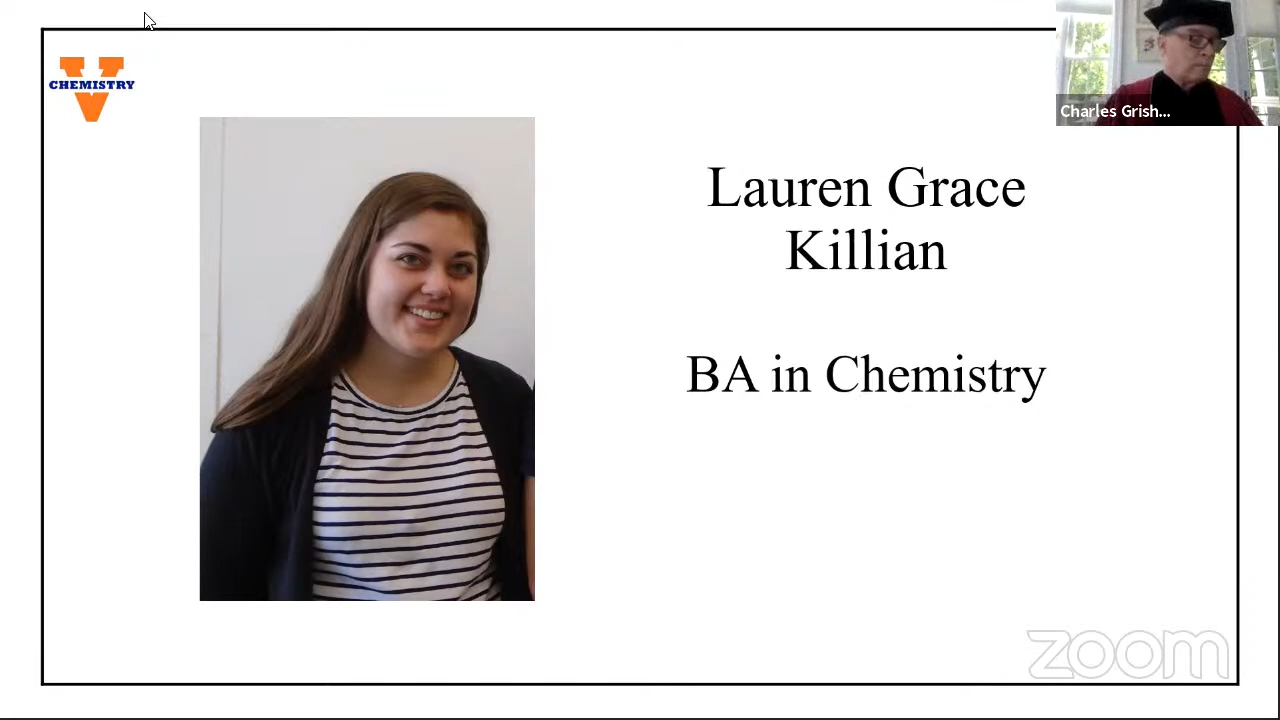 V
CHEMISTRY
Charles Grish...
Lauren Grace
Killian
BA in Chemistry
zoom